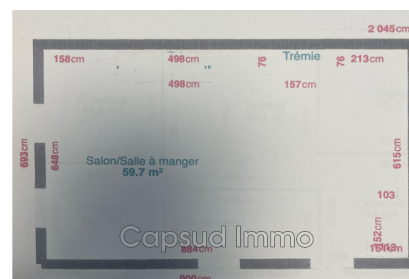 2 045cm
158cm 498cm 76 Trémie 76 213cm
498cm 157cm
693cm 648cm 615cm
Salon/Salle à manger
59.7 m²
103
Capsud Immo
884cm